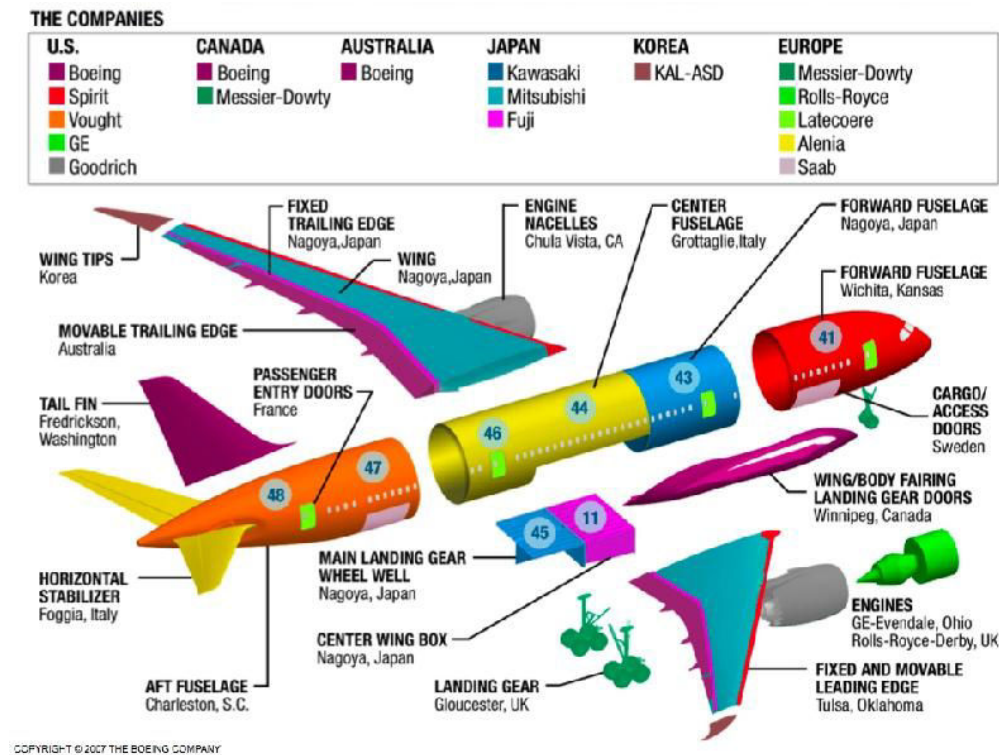 THE COMPANIES
U.S.
Boeing
Spirit
Vought
GE
Goodrich
CANADA
Boeing
Messier-Dowty
AUSTRALIA
Boeing
JAPAN
Kawasaki
Mitsubishi
Fuji
KOREA
KAL-ASD
EUROPE
Messier-Dowty
Rolls-Royce
Latecoere
Alenia
Saab
WING TIPS
Korea
FIXED
TRAILING EDGE
Nagoya,Japan
WING
Nagoya,Japan
ENGINE
NACELLES
Chula Vista, CA
CENTER
FUSELAGE
Grottaglie,Italy
FORWARD FUSELAGE
Nagoya, Japan
FORWARD FUSELAGE
Wichita, Kansas
MOVABLE TRAILING EDGE
Australia
PASSENGER
ENTRY DOORS
France
TAIL FIN
Fredrickson,
Washington
41
43
44
46
47
48
CARGO/
ACCESS
DOORS
Sweden
WING/BODY FAIRING
LANDING GEAR DOORS
Winnipeg, Canada
45
11
MAIN LANDING GEAR
WHEEL WELL
Nagoya, Japan
HORIZONTAL
STABILIZER
Foggia, Italy
CENTER WING BOX
Nagoya, Japan
ENGINES
GE-Evendale, Ohio
Rolls-Royce-Derby, UK
AFT FUSELAGE
Charleston, S.C.
LANDING GEAR
Gloucester, UK
FIXED AND MOVABLE
LEADING EDGE
Tulsa, Oklahoma
COPYRIGHT © 2007 THE BOEING COMPANY